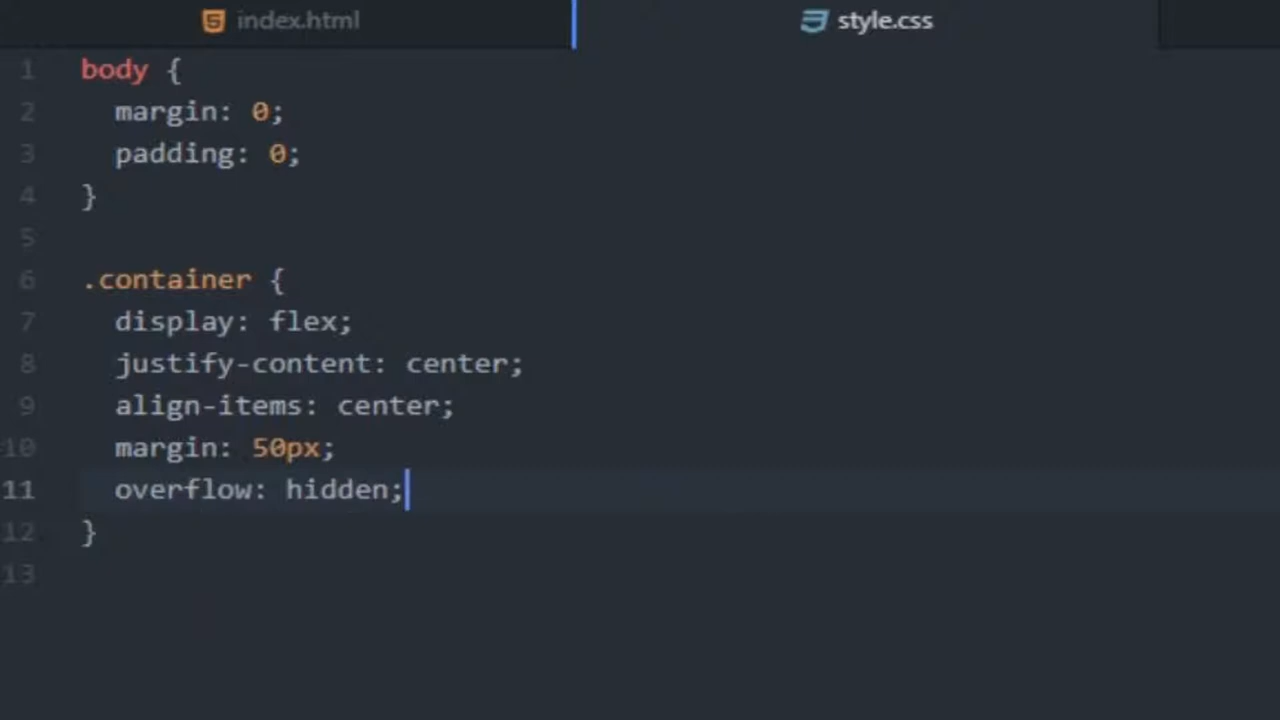 index.html
style.css
1 body {
2 margin: 0;
3 padding: 0;
4 }
5
6 .container {
7 display: flex;
8 justify-content: center;
9 align-items: center;
10 margin: 50px;
11 overflow: hidden;
12 }
13